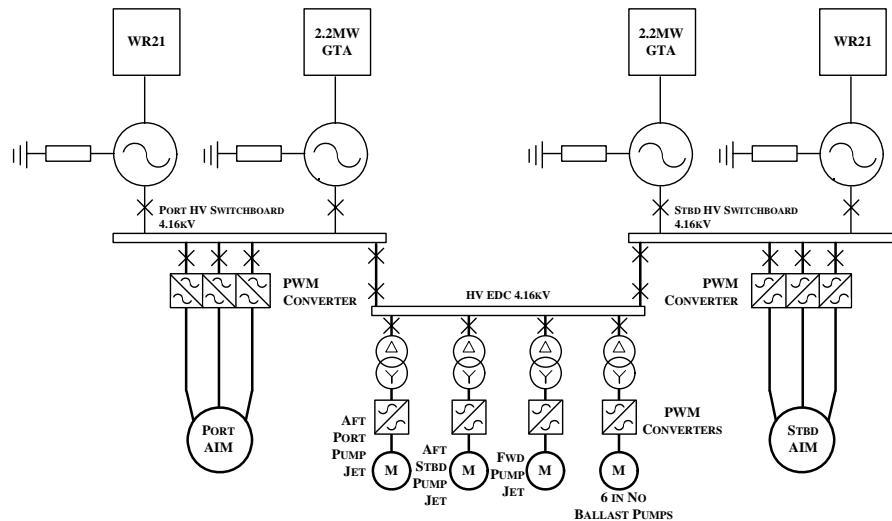 WR21
2.2MW
GTA
2.2MW
GTA
WR21
PORT HV SWITCHBOARD
4.16KV
STBD HV SWITCHBOARD
4.16KV
PWM
CONVERTER
HV EDC 4.16KV
PWM
CONVERTER
PORT
AIM
AFT
PORT
PUMP
JET
M
AFT
STBD
PUMP
JET
M
FWD
PUMP
JET
M
M
6 IN NO
BALLAST PUMPS
PWM
CONVERTERS
STBD
AIM